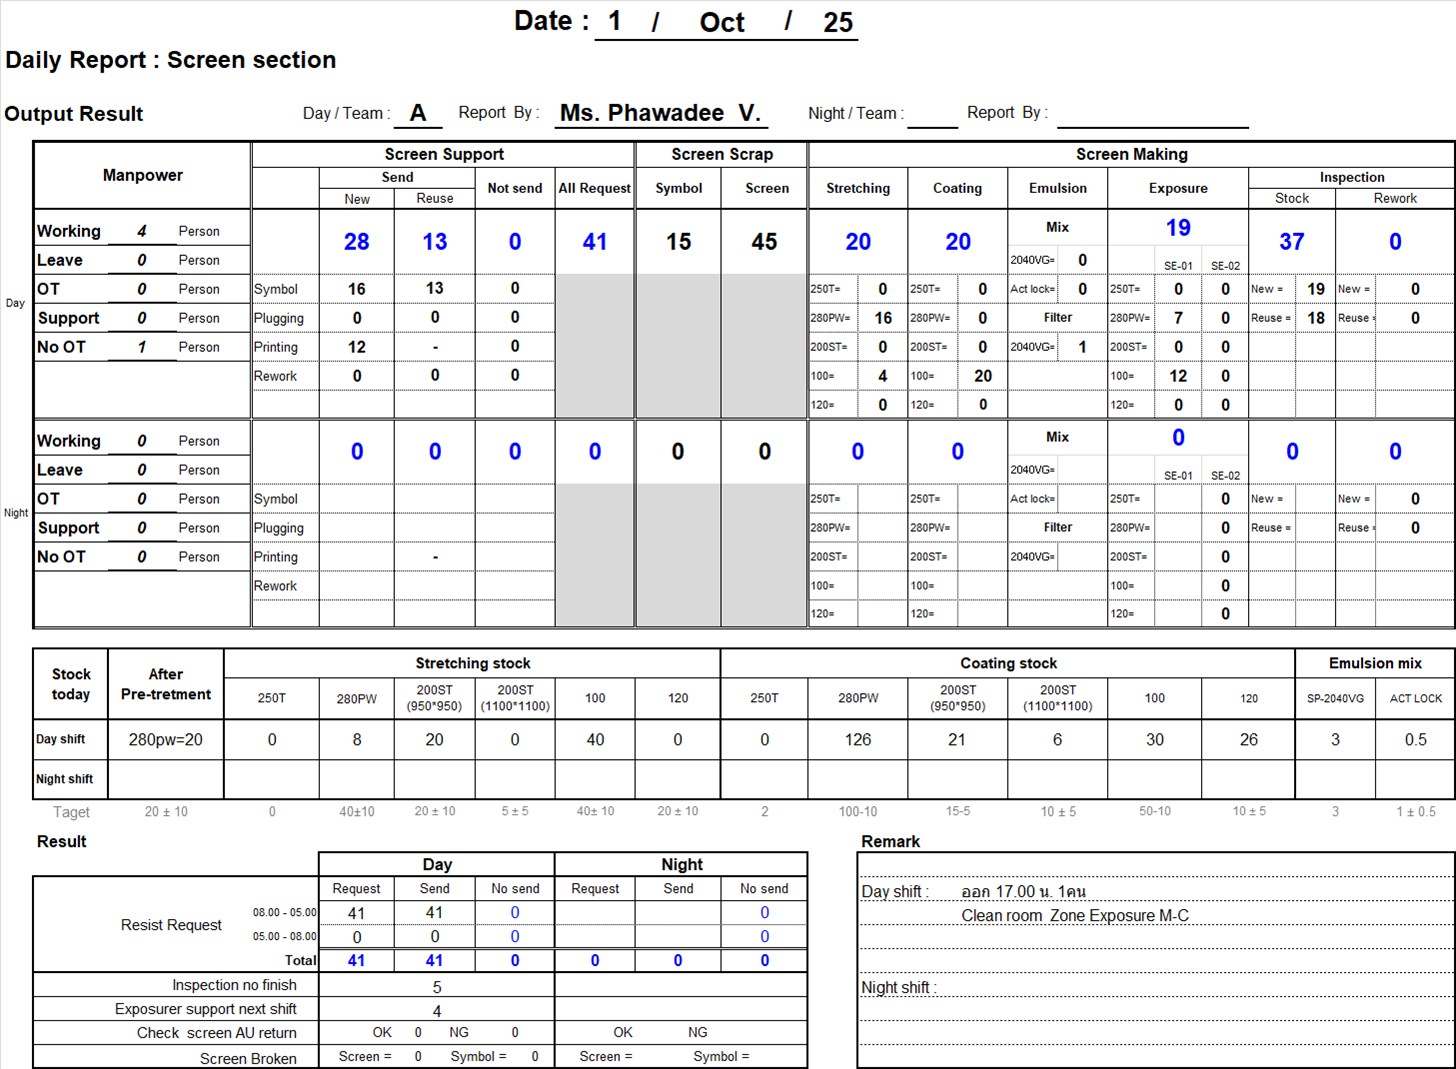 Date : 1 / Oct / 25
Daily Report : Screen section
Output Result Day / Team : A Report By : Ms. Phawadee V. Night / Team : Report By :
Manpower Screen Support Screen Scrap Screen Making
Send Not send All Request Symbol Screen Stretching Coating Emulsion Exposure Inspection
New Reuse Stock Rework
Day
Working 4 Person 28 13 0 41 15 45 20 20 Mix 19 37 0
Leave 0 Person 2040VG= 0 SE-01 SE-02
OT 0 Person Symbol 16 13 0 250T= 0 250T= 0 Act lock= 0 250T= 0 0 New = 19 New = 0
Support 0 Person Plugging 0 0 0 280PW= 16 280PW= 0 Filter 280PW= 7 0 Reuse = 18 Reuse = 0
No OT 1 Person Printing 12 - 0 200ST= 0 200ST= 0 2040VG= 1 200ST= 0 0
Rework 0 0 0 100= 4 100= 20 100= 12 0
120= 0 120= 0 120= 0 0
Night
Working 0 Person 0 0 0 0 0 0 0 0 Mix 0 0 0
Leave 0 Person 2040VG= SE-01 SE-02
OT 0 Person Symbol 250T= 250T= Act lock= 250T= 0 New = New = 0
Support 0 Person Plugging 280PW= 280PW= Filter 280PW= 0 Reuse = Reuse = 0
No OT 0 Person Printing - 200ST= 200ST= 2040VG= 200ST= 0
Rework 100= 100= 100= 0
120= 120= 120= 0
Stock today After Pre-tretment Stretching stock Coating stock Emulsion mix
250T 280PW 200ST (950*950) 200ST (1100*1100) 100 120 250T 280PW 200ST (950*950) 200ST (1100*1100) 100 120 SP-2040VG ACT LOCK
Day shift 280pw=20 0 8 20 0 40 0 0 126 21 6 30 26 3 0.5
Night shift
Taget 20 ± 10 0 40±10 20 ± 10 5 ± 5 40± 10 20 ± 10 2 100-10 15-5 10 ± 5 50-10 10 ± 5 3 1 ± 0.5
Result
Day Night
Request Send No send Request Send No send
Resist Request
08.00 - 05.00 41 41 0 0
05.00 - 08.00 0 0 0 0
Total 41 41 0 0 0 0
Inspection no finish 5
Exposurer support next shift 4
Check screen AU return OK 0 NG 0 OK NG
Screen Broken Screen = 0 Symbol = 0 Screen = Symbol =
Remark
Day shift : ออก 17.00 น. 1คน
Clean room Zone Exposure M-C
Night shift :